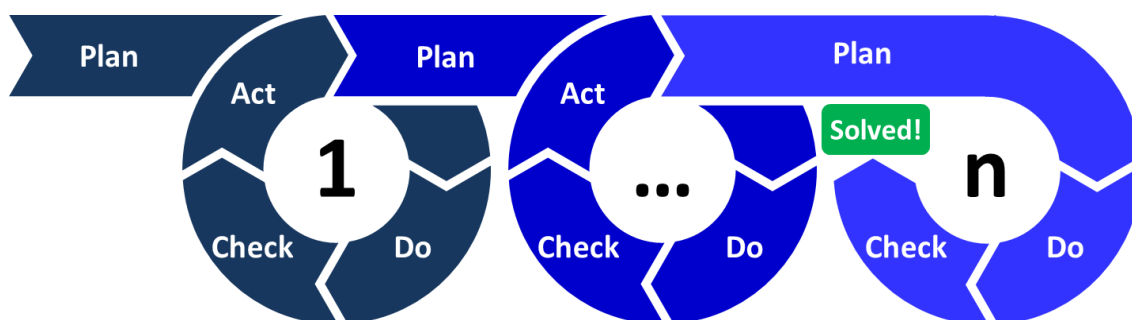 Plan
Act
1
Check
Do
Plan
Act
...
Check
Do
Plan
Solved!
n
Check
Do